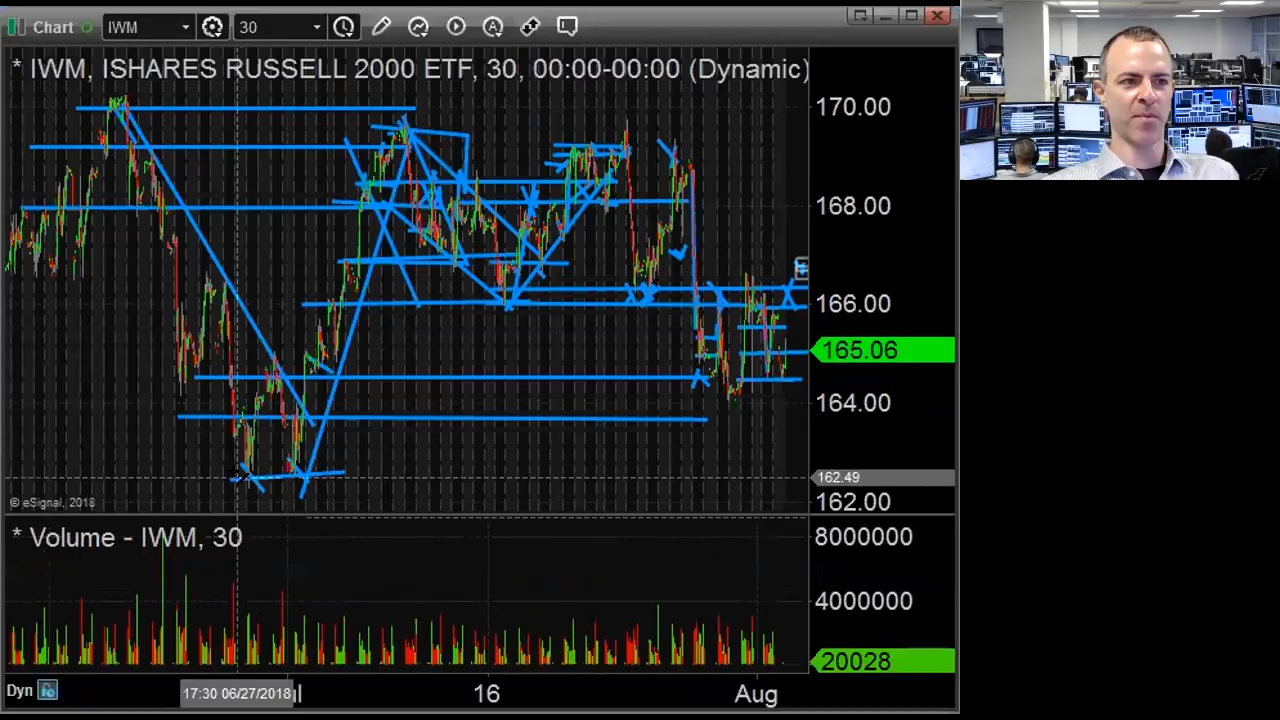 Chart IWM 30
* IWM, ISHARES RUSSELL 2000 ETF, 30, 00:00-00:00 (Dynamic)
170.00
168.00
166.00
165.06
164.00
162.49
162.00
© eSignal, 2018
* Volume - IWM, 30
8000000
4000000
20028
Dyn 17:30 06/27/2018 16 Aug